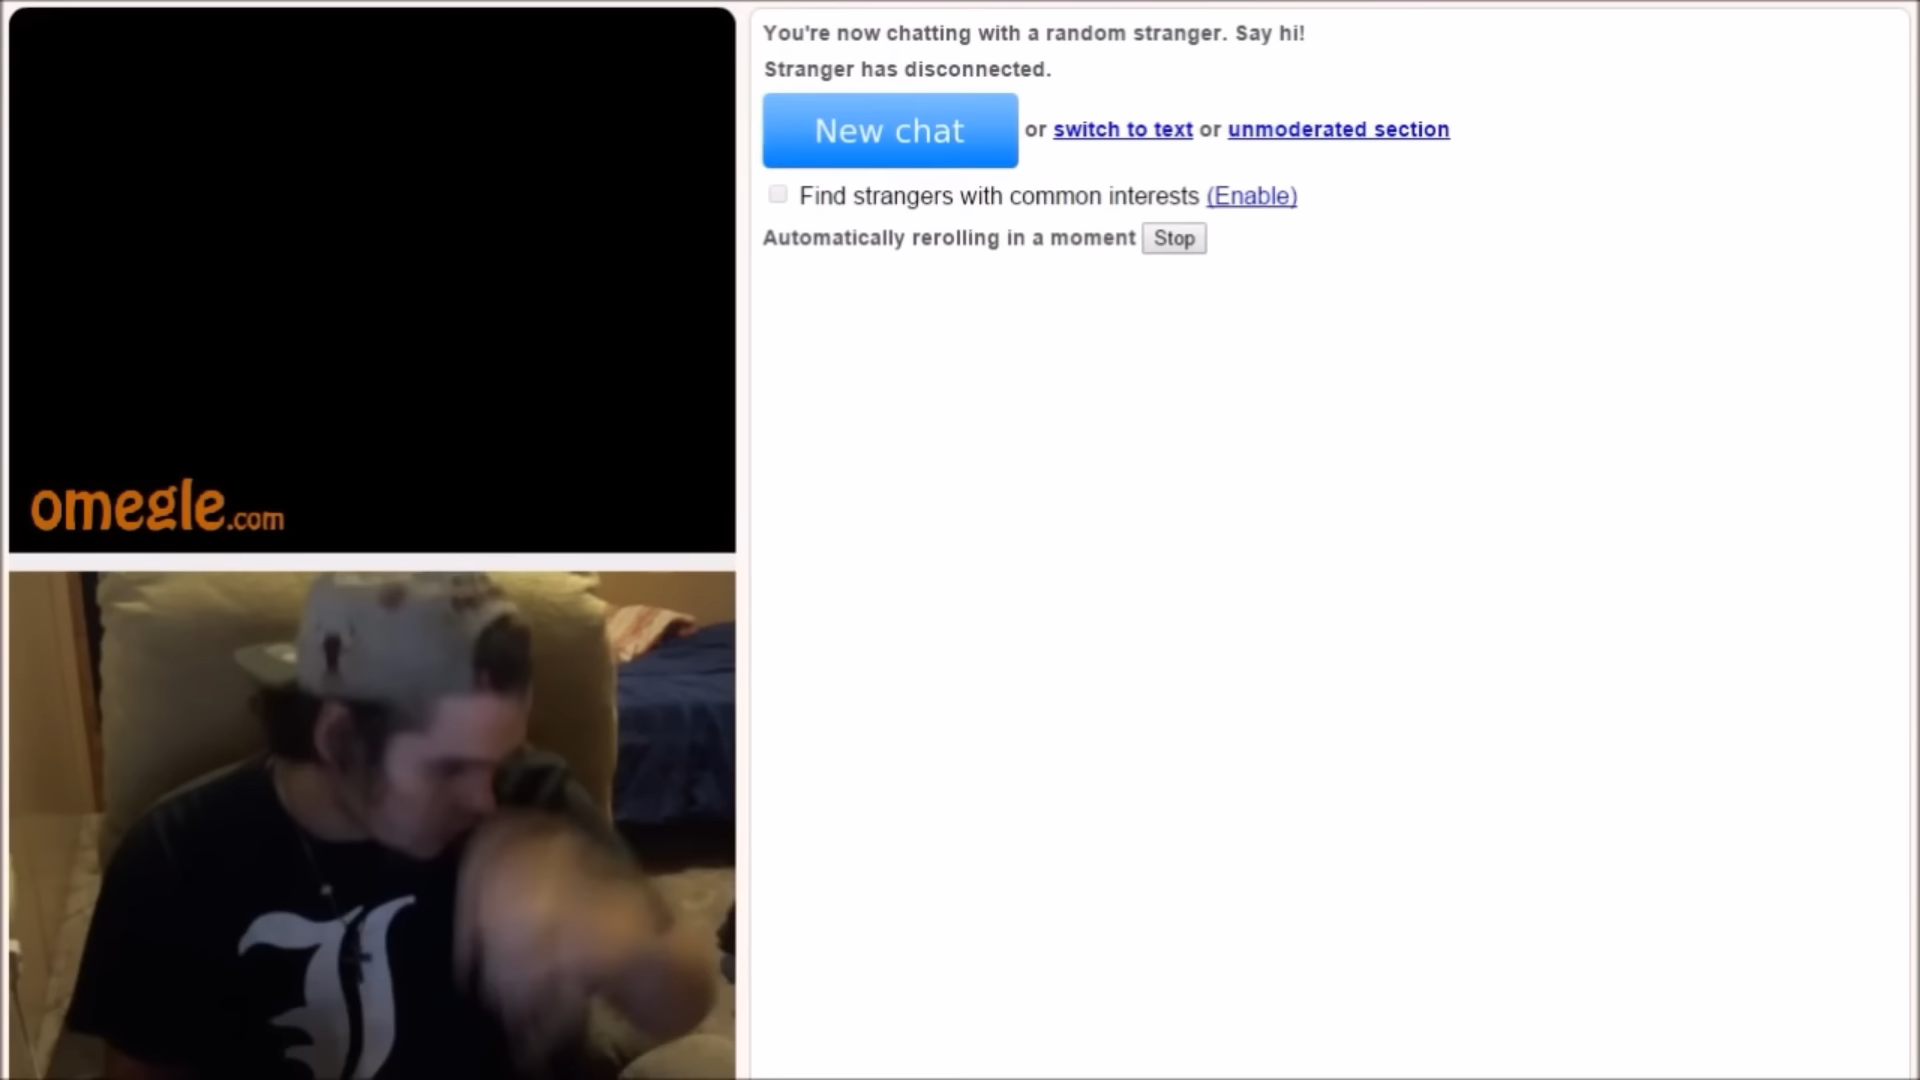 You're now chatting with a random stranger. Say hi!
Stranger has disconnected.
New chat or switch to text or unmoderated section
Find strangers with common interests (Enable)
Automatically rerolling in a moment Stop
omegle.com